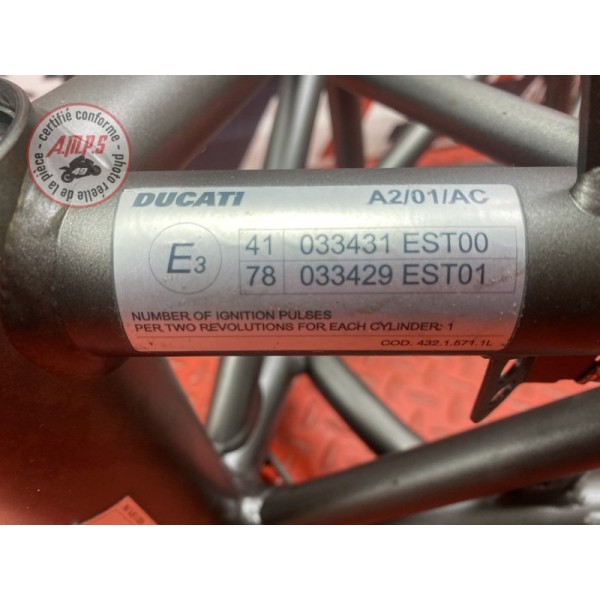 - certifié conforme -
A.M.P.S
49
photo réelle de la pièce
DUCATI A2/01/AC
E3 41 033431 EST00
78 033429 EST01
NUMBER OF IGNITION PULSES
PER TWO REVOLUTIONS FOR EACH CYLINDER: 1
COD. 432.1.571.1L